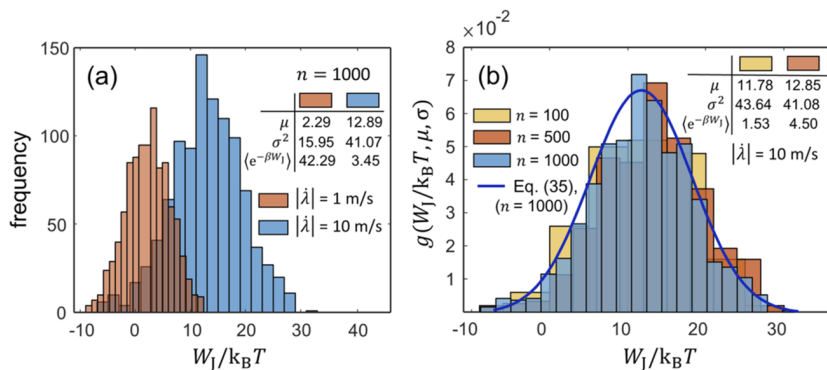 ×10⁻²
(a)
n = 1000
μ 2.29 12.89
σ² 15.95 41.07
⟨e^{-βW_J}⟩ 42.29 3.45
|λ̇| = 1 m/s
|λ̇| = 10 m/s
frequency
150
100
50
0
-10 0 10 20 30 40
W_J/k_BT
(b)
μ 11.78 12.85
σ² 43.64 41.08
⟨e^{-βW_J}⟩ 1.53 4.50
|λ̇| = 10 m/s
n = 100
n = 500
n = 1000
Eq. (35),
(n = 1000)
g(W_J/k_BT, μ, σ)
8
7
6
5
4
3
2
1
0
-10 0 10 20 30
W_J/k_BT